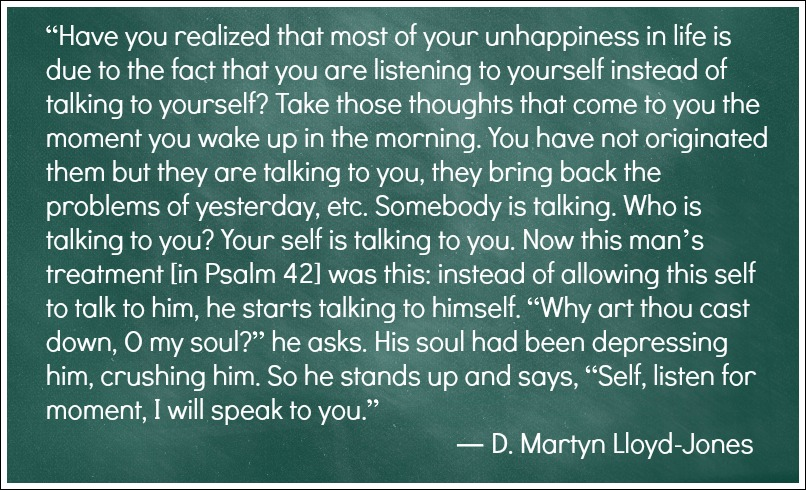 “Have you realized that most of your unhappiness in life is
due to the fact that you are listening to yourself instead of
talking to yourself? Take those thoughts that come to you the
moment you wake up in the morning. You have not originated
them but they are talking to you, they bring back the
problems of yesterday, etc. Somebody is talking. Who is
talking to you? Your self is talking to you. Now this man’s
treatment [in Psalm 42] was this: instead of allowing this self
to talk to him, he starts talking to himself. “Why art thou cast
down, O my soul?” he asks. His soul had been depressing
him, crushing him. So he stands up and says, “Self, listen for
moment, I will speak to you.”
— D. Martyn Lloyd-Jones